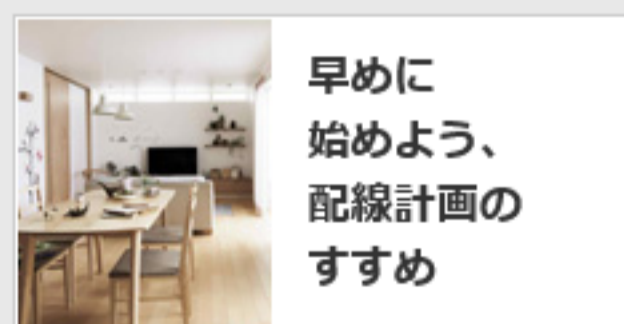 早めに
始めよう、
配線計画の
すすめ